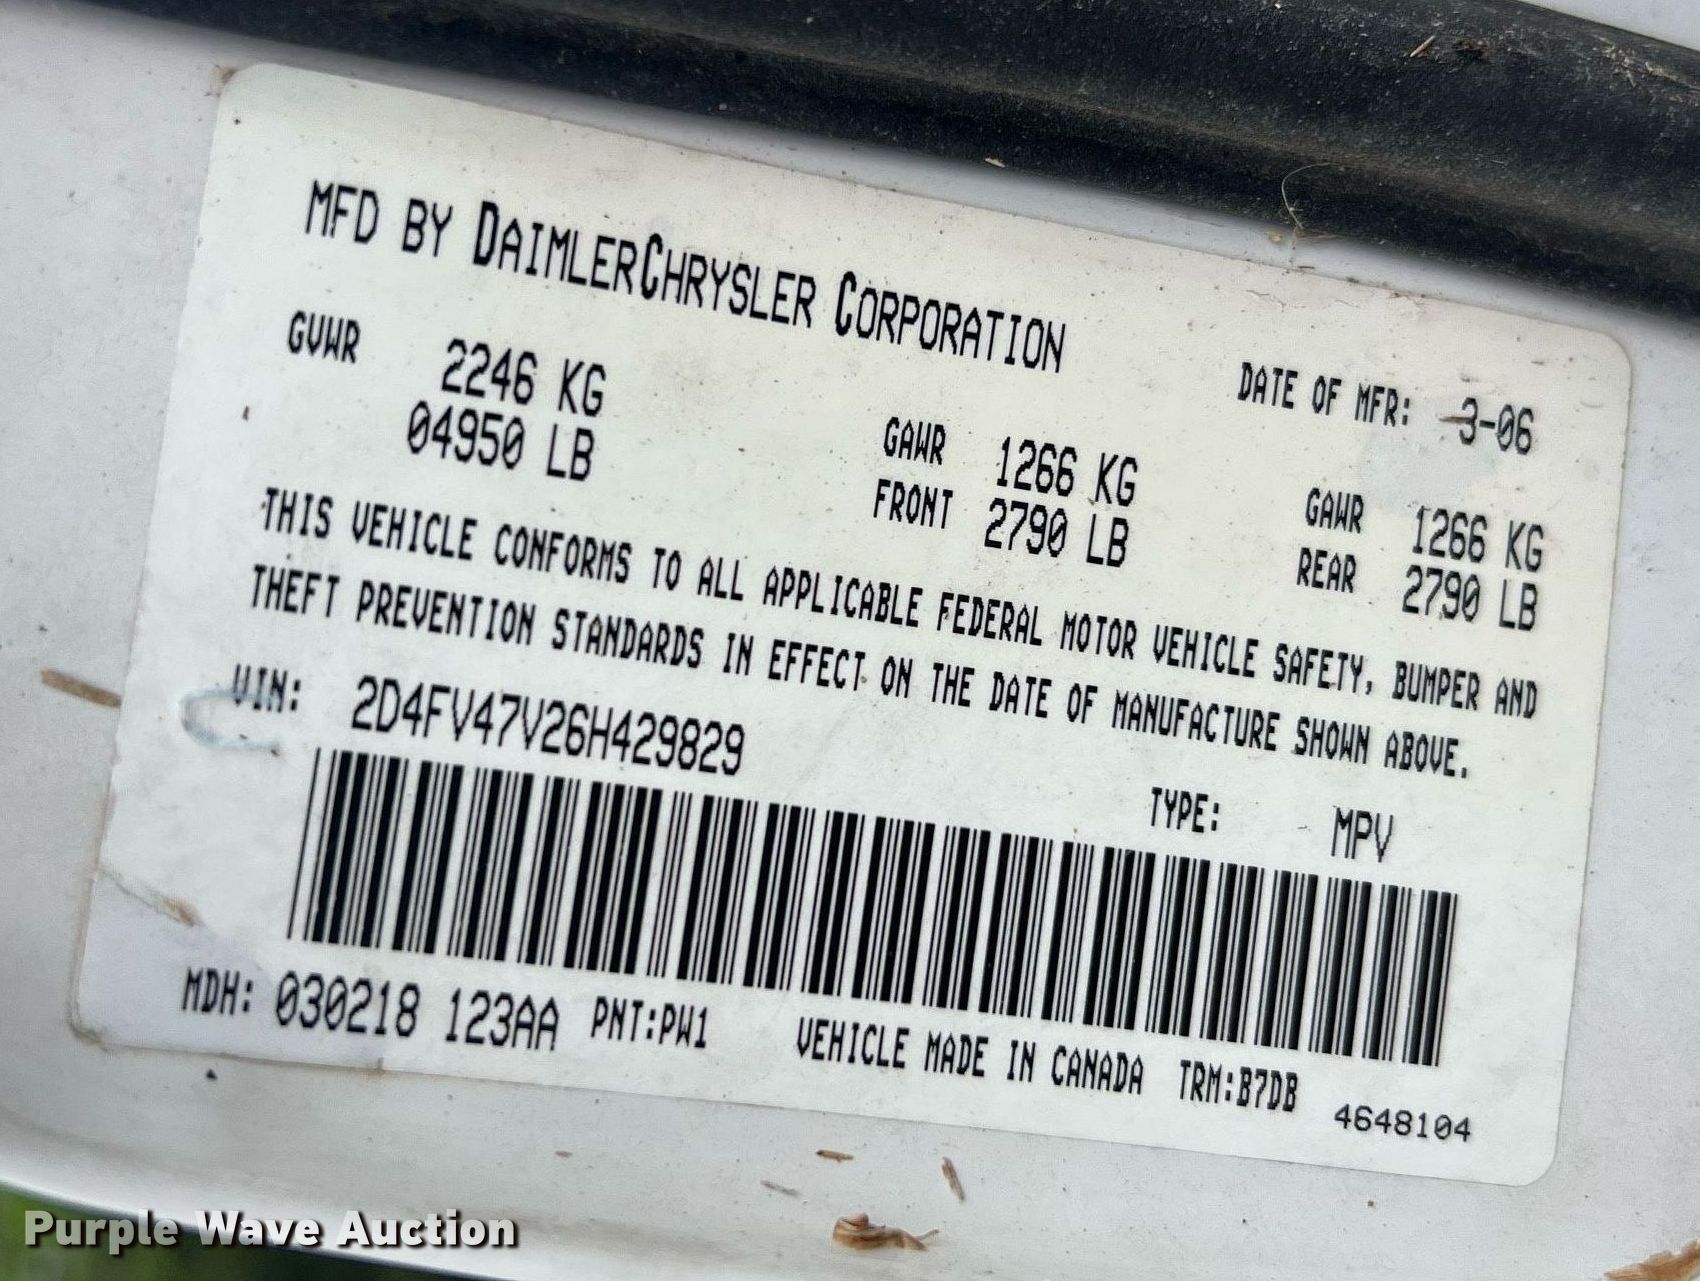 MFD BY DAIMLERCHRYSLER CORPORATION
DATE OF MFR: 3-06
GVWR 2246 KG
04950 LB
GAWR 1266 KG
FRONT 2790 LB
GAWR 1266 KG
REAR 2790 LB
THIS VEHICLE CONFORMS TO ALL APPLICABLE FEDERAL MOTOR VEHICLE SAFETY, BUMPER AND
THEFT PREVENTION STANDARDS IN EFFECT ON THE DATE OF MANUFACTURE SHOWN ABOVE.
VIN: 2D4FV47V26H429829
TYPE: MPV
MDH: 030218 123AA PNT:PW1 VEHICLE MADE IN CANADA TRM:B7DB
4648104
Purple Wave Auction